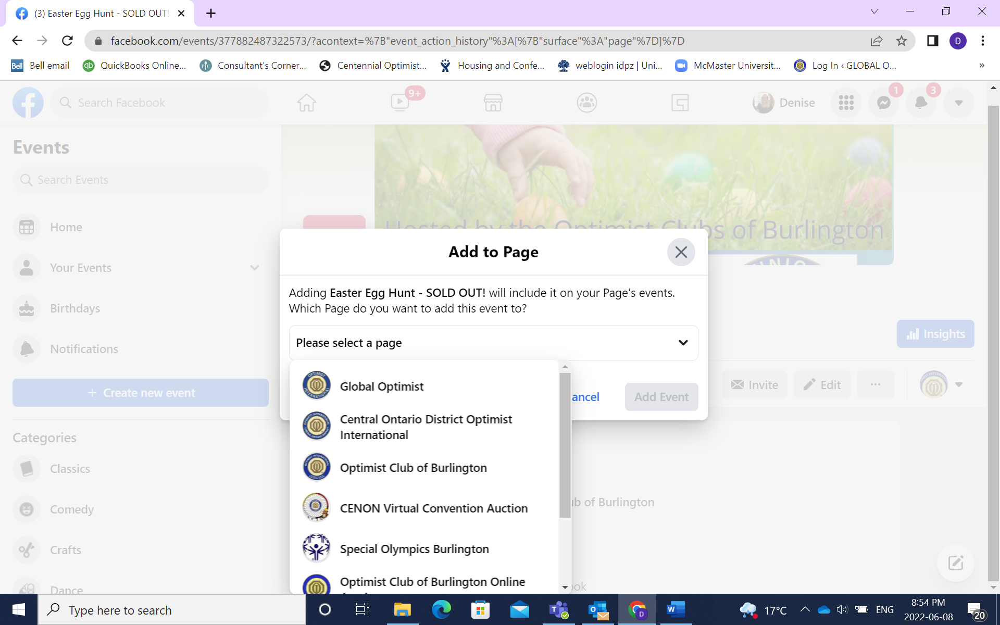 (3) Easter Egg Hunt - SOLD OUT!
facebook.com/events/377882487322573/?acontext=%7B"event_action_history"%3A[%7B"surface"%3A"page"%7D]%7D
D
Bell
Bell email
qb
QuickBooks Online...
Consultant's Corner...
Centennial Optimist...
Housing and Confe...
weblogin idpz | Uni...
McMaster Universit...
Log In ‹ GLOBAL O...
»
Search Facebook
9+
Denise
1
3
Events
Search Events
Home
Your Events
Birthdays
Notifications
+ Create new event
Categories
Classics
Comedy
Crafts
Dance
Hosted by the Optimist Clubs of Burlington
Add to Page
Adding Easter Egg Hunt - SOLD OUT! will include it on your Page's events.
Which Page do you want to add this event to?
Please select a page
Global Optimist
Central Ontario District Optimist
International
Optimist Club of Burlington
CENON Virtual Convention Auction
Special Olympics Burlington
Optimist Club of Burlington Online
ancel
Add Event
Insights
Invite
Edit
...
b of Burlington
ook
Type here to search
17°C
ENG
8:54 PM
2022-06-08
20